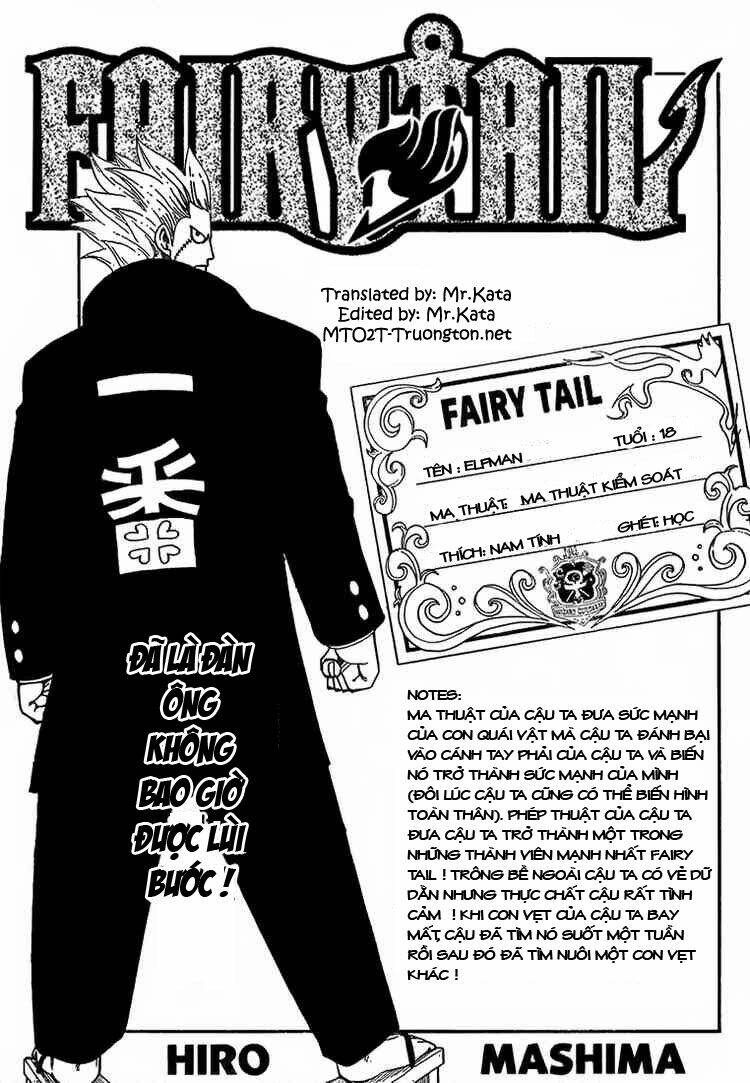 FAIRY TAIL
Translated by: Mr.Kata
Edited by: Mr.Kata
MTO2T-Truongton.net
FAIRY TAIL
TÊN : ELFMAN
TUỔI : 18
MA THUẬT: MA THUẬT KIỂM SOÁT
THÍCH: NAM TÍNH
GHÉT: HỌC
一
番
ĐÃ LÀ ĐÀN
ÔNG
KHÔNG
BAO GIỜ
ĐƯỢC LÙI
BƯỚC !
NOTES:
MA THUẬT CỦA CẬU TA ĐƯA SỨC MẠNH
CỦA CON QUÁI VẬT MÀ CẬU TA ĐÁNH BẠI
VÀO CÁNH TAY PHẢI CỦA CẬU TA VÀ BIẾN
NÓ TRỞ THÀNH SỨC MẠNH CỦA MÌNH
(ĐÔI LÚC CẬU TA CŨNG CÓ THỂ BIẾN HÌNH
TOÀN THÂN). PHÉP THUẬT CỦA CẬU TA
ĐƯA CẬU TA TRỞ THÀNH MỘT TRONG
NHỮNG THÀNH VIÊN MẠNH NHẤT FAIRY
TAIL ! TRÔNG BỀ NGOÀI CẬU TA CÓ VẺ DỮ
DẰN NHƯNG THỰC CHẤT CẬU RẤT TÌNH
CẢM ! KHI CON VẸT CỦA CẬU TA BAY
MẤT, CẬU ĐÃ TÌM NÓ SUỐT MỘT TUẦN
RỒI SAU ĐÓ ĐÃ TÌM NUÔI MỘT CON VẸT
KHÁC !
HIRO MASHIMA